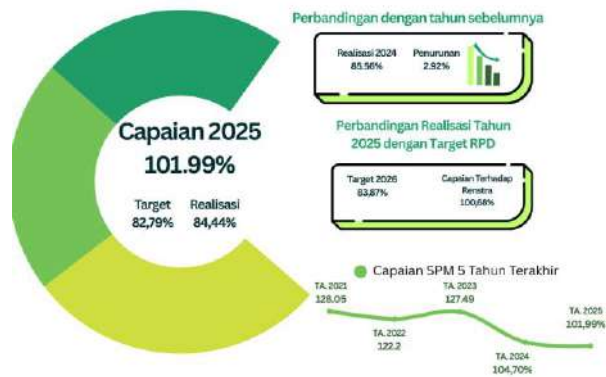 Perbandingan dengan tahun sebelumnya
Realisasi 2024
85.56%
Penurunan
2.92%
Capaian 2025
101.99%
Target
82,79%
Realisasi
84,44%
Perbandingan Realisasi Tahun
2025 dengan Target RPD
Target 2026
83,87%
Capaian Terhadap
Renstra
100,68%
Capaian SPM 5 Tahun Terakhir
TA. 2021
128.05
TA. 2022
122.2
TA. 2023
127.49
TA. 2024
104,70%
TA. 2025
101,99%